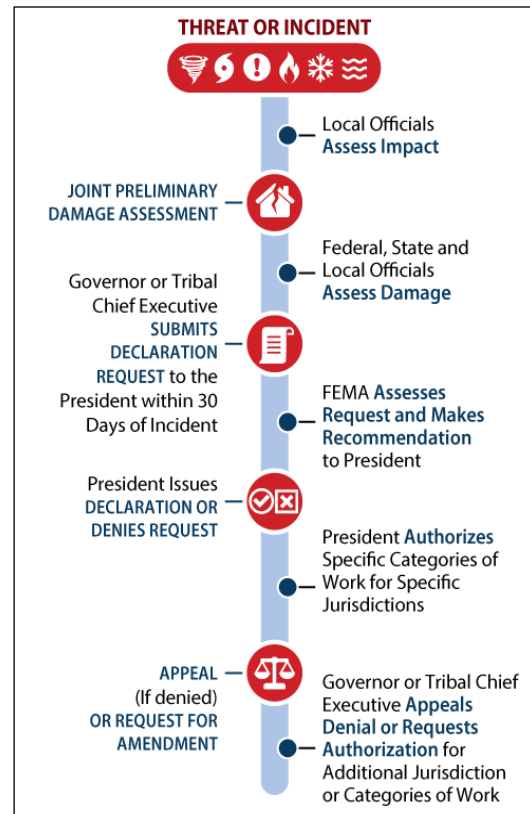 THREAT OR INCIDENT
Local Officials
Assess Impact
JOINT PRELIMINARY
DAMAGE ASSESSMENT
Federal, State and
Local Officials
Assess Damage
Governor or Tribal
Chief Executive
SUBMITS
DECLARATION
REQUEST to the
President within 30
Days of Incident
FEMA Assesses
Request and Makes
Recommendation
to President
President Issues
DECLARATION OR
DENIES REQUEST
President Authorizes
Specific Categories of
Work for Specific
Jurisdictions
APPEAL
(If denied)
OR REQUEST FOR
AMENDMENT
Governor or Tribal Chief
Executive Appeals
Denial or Requests
Authorization for
Additional Jurisdiction
or Categories of Work